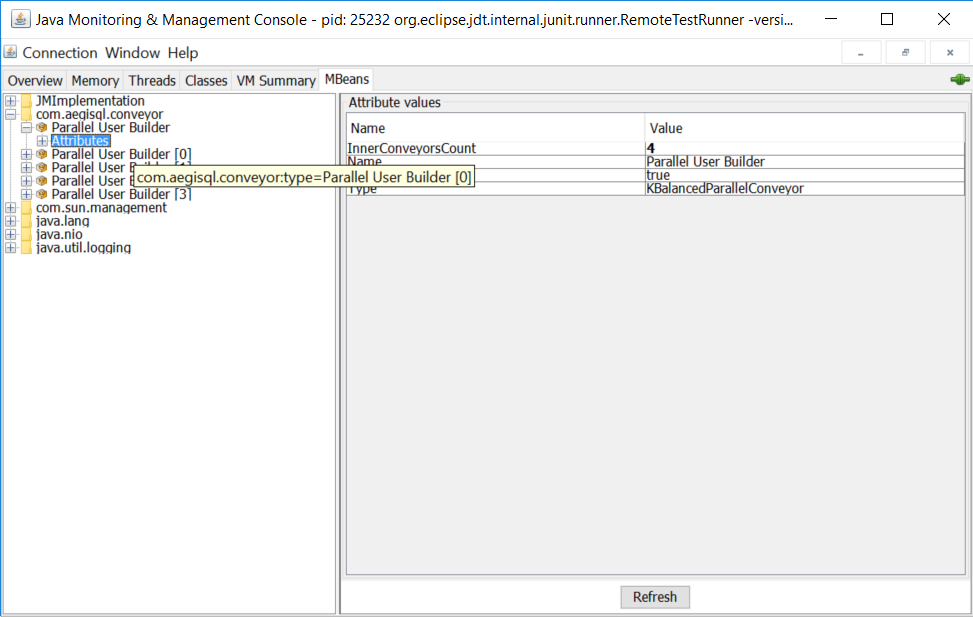 Java Monitoring & Management Console - pid: 25232 org.eclipse.jdt.internal.junit.runner.RemoteTestRunner -versi...
Connection Window Help
Overview Memory Threads Classes VM Summary MBeans
JMImplementation
com.aegisql.conveyor
Parallel User Builder
Attributes
Parallel User Builder [0]
Parallel User Builder
Parallel User Builder
Parallel User Builder [3]
com.sun.management
java.lang
java.nio
java.util.logging
com.aegisql.conveyor:type=Parallel User Builder [0]
Attribute values
Name Value
InnerConveyorsCount 4
Name Parallel User Builder
true
Type KBalancedParallelConveyor
Refresh